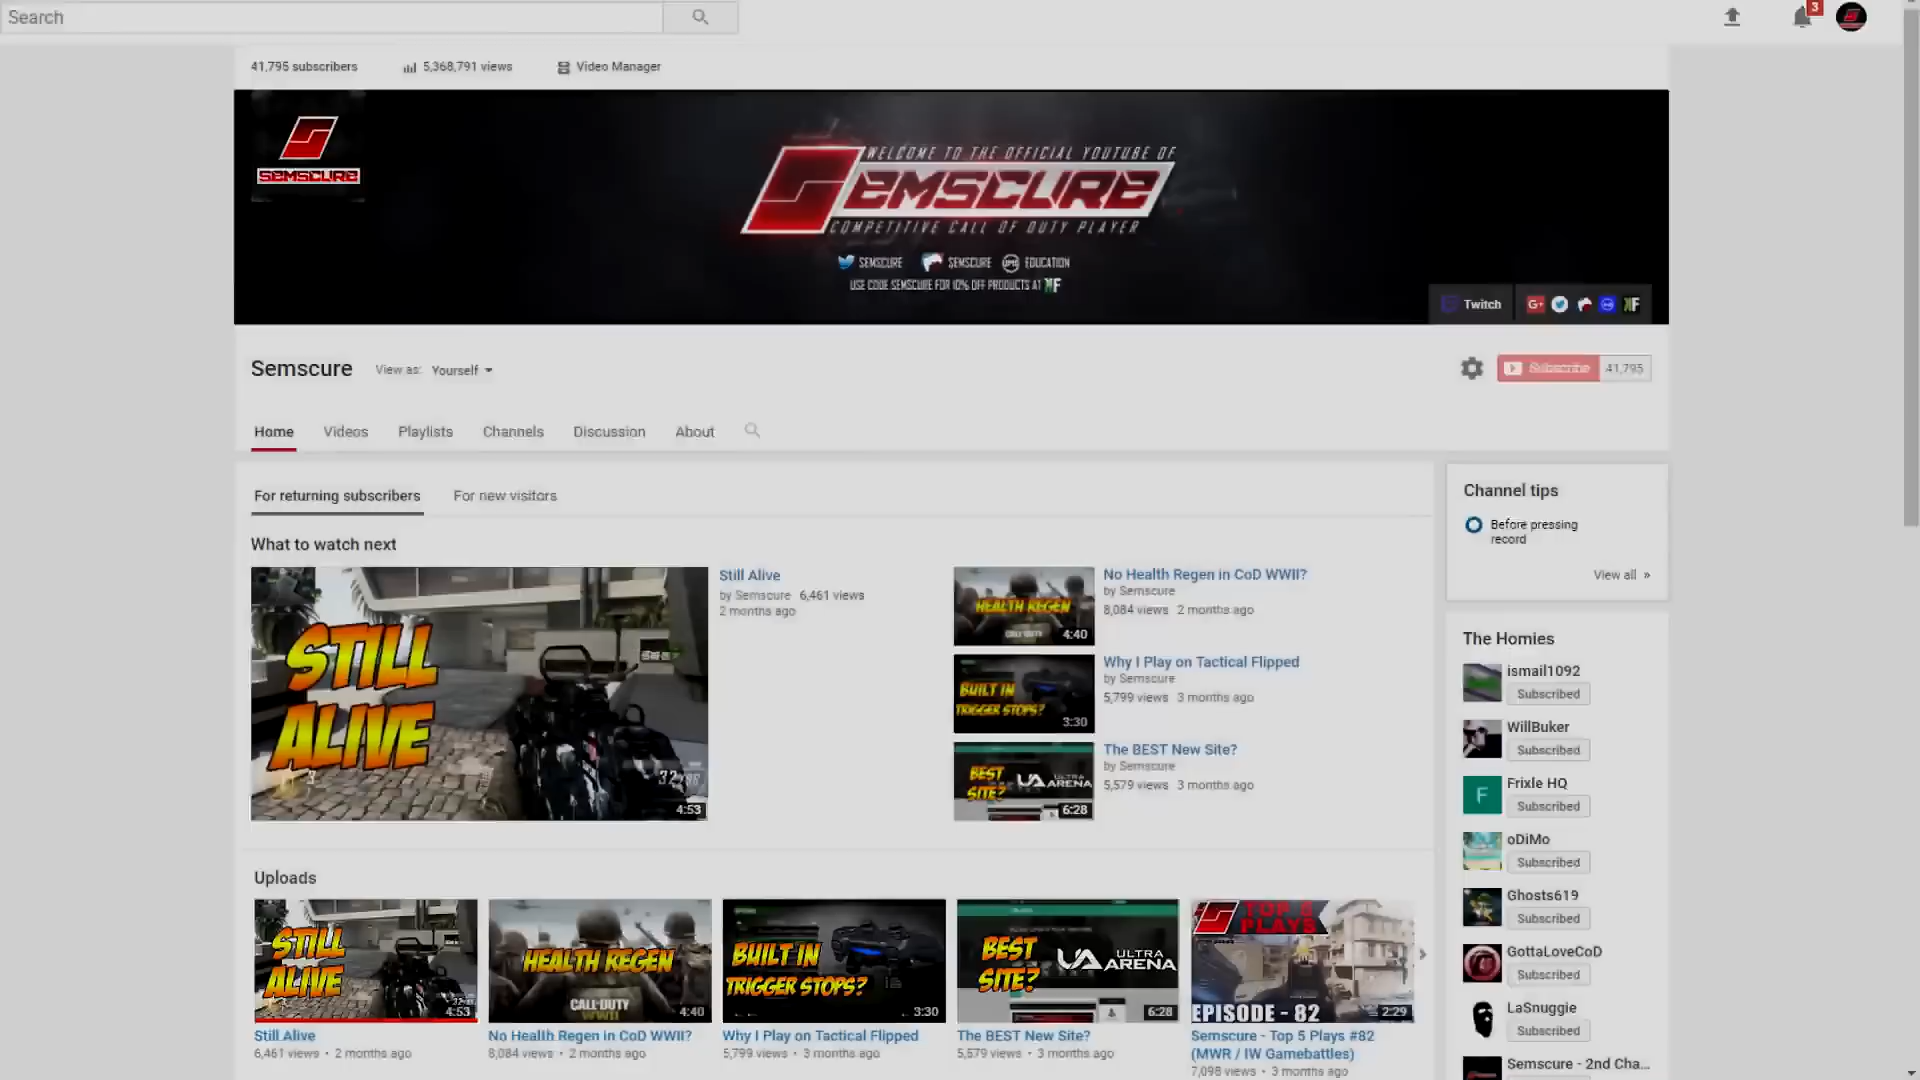 Search
3
41,795 subscribers
5,368,791 views
Video Manager
SEMSCURE
WELCOME TO THE OFFICIAL YOUTUBE OF
SEMSCURE
COMPETITIVE CALL OF DUTY PLAYER
SEMSCURE SEMSCURE EDUCATION
USE CODE SEMSCURE FOR 10% OFF PRODUCTS AT KF
Twitch
G+
KF
Semscure
View as: Yourself
Subscribe 41,795
Home Videos Playlists Channels Discussion About
For returning subscribers For new visitors
What to watch next
STILL
ALIVE
4:53
Still Alive
by Semscure 6,461 views
2 months ago
HEALTH REGEN
CALL OF DUTY
4:40
No Health Regen in CoD WWII?
by Semscure
8,084 views 2 months ago
BUILT IN
TRIGGER STOPS?
3:30
Why I Play on Tactical Flipped
by Semscure
5,799 views 3 months ago
BEST
SITE?
UA ULTRA
ARENA
6:28
The BEST New Site?
by Semscure
5,579 views 3 months ago
Uploads
STILL
ALIVE
4:53
Still Alive
6,461 views • 2 months ago
HEALTH REGEN
CALL OF DUTY
WWII
4:40
No Health Regen in CoD WWII?
8,084 views • 2 months ago
BUILT IN
TRIGGER STOPS?
3:30
Why I Play on Tactical Flipped
5,799 views • 3 months ago
BEST
SITE?
UA ULTRA
ARENA
6:28
The BEST New Site?
5,579 views • 3 months ago
TOP 5
PLAYS
EPISODE - 82
2:29
Semscure - Top 5 Plays #82
(MWR / IW Gamebattles)
7,098 views • 3 months ago
Channel tips
Before pressing
record
View all »
The Homies
ismail1092
Subscribed
WillBuker
Subscribed
F
Frixle HQ
Subscribed
oDiMo
Subscribed
Ghosts619
Subscribed
GottaLoveCoD
Subscribed
LaSnuggie
Subscribed
Semscure - 2nd Cha...